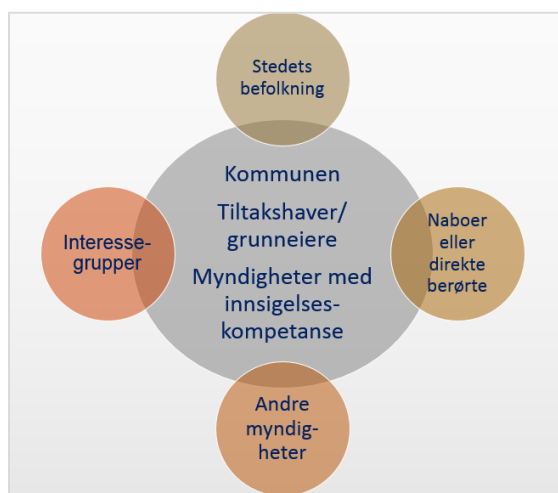 Stedets
befolkning
Kommunen
Tiltakshaver/
grunneiere
Myndigheter med
innsigelses-
kompetanse
Interesse-
grupper
Naboer
eller
direkte
berørte
Andre
myndig-
heter